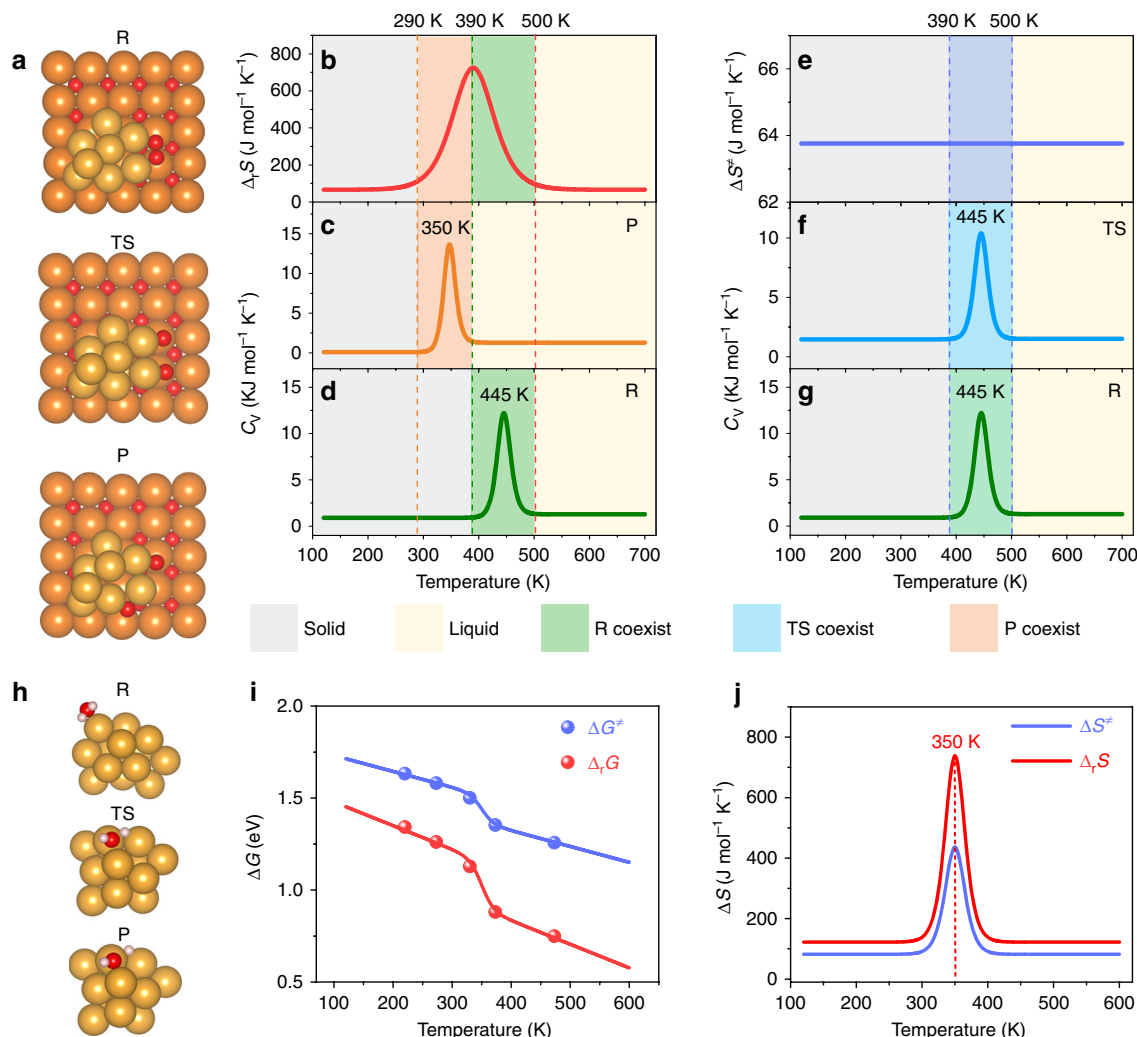 a
R
TS
P
290 K 390 K 500 K
b
ΔrS (J mol–1 K–1)
800
600
400
200
0
c
350 K
P
15
10
5
0
d
445 K
R
CV (KJ mol–1 K–1)
15
10
5
0
100 200 300 400 500 600 700
Temperature (K)
390 K 500 K
e
ΔS≠ (J mol–1 K–1)
66
64
62
f
445 K
TS
10
5
0
g
445 K
R
CV (KJ mol–1 K–1)
15
10
5
0
100 200 300 400 500 600 700
Temperature (K)
Solid
Liquid
R coexist
TS coexist
P coexist
h
R
TS
P
i
ΔG≠
ΔrG
ΔG (eV)
2.0
1.5
1.0
0.5
100 200 300 400 500 600
Temperature (K)
j
350 K
ΔS≠
ΔrS
ΔS (J mol–1 K–1)
800
600
400
200
0
100 200 300 400 500 600
Temperature (K)